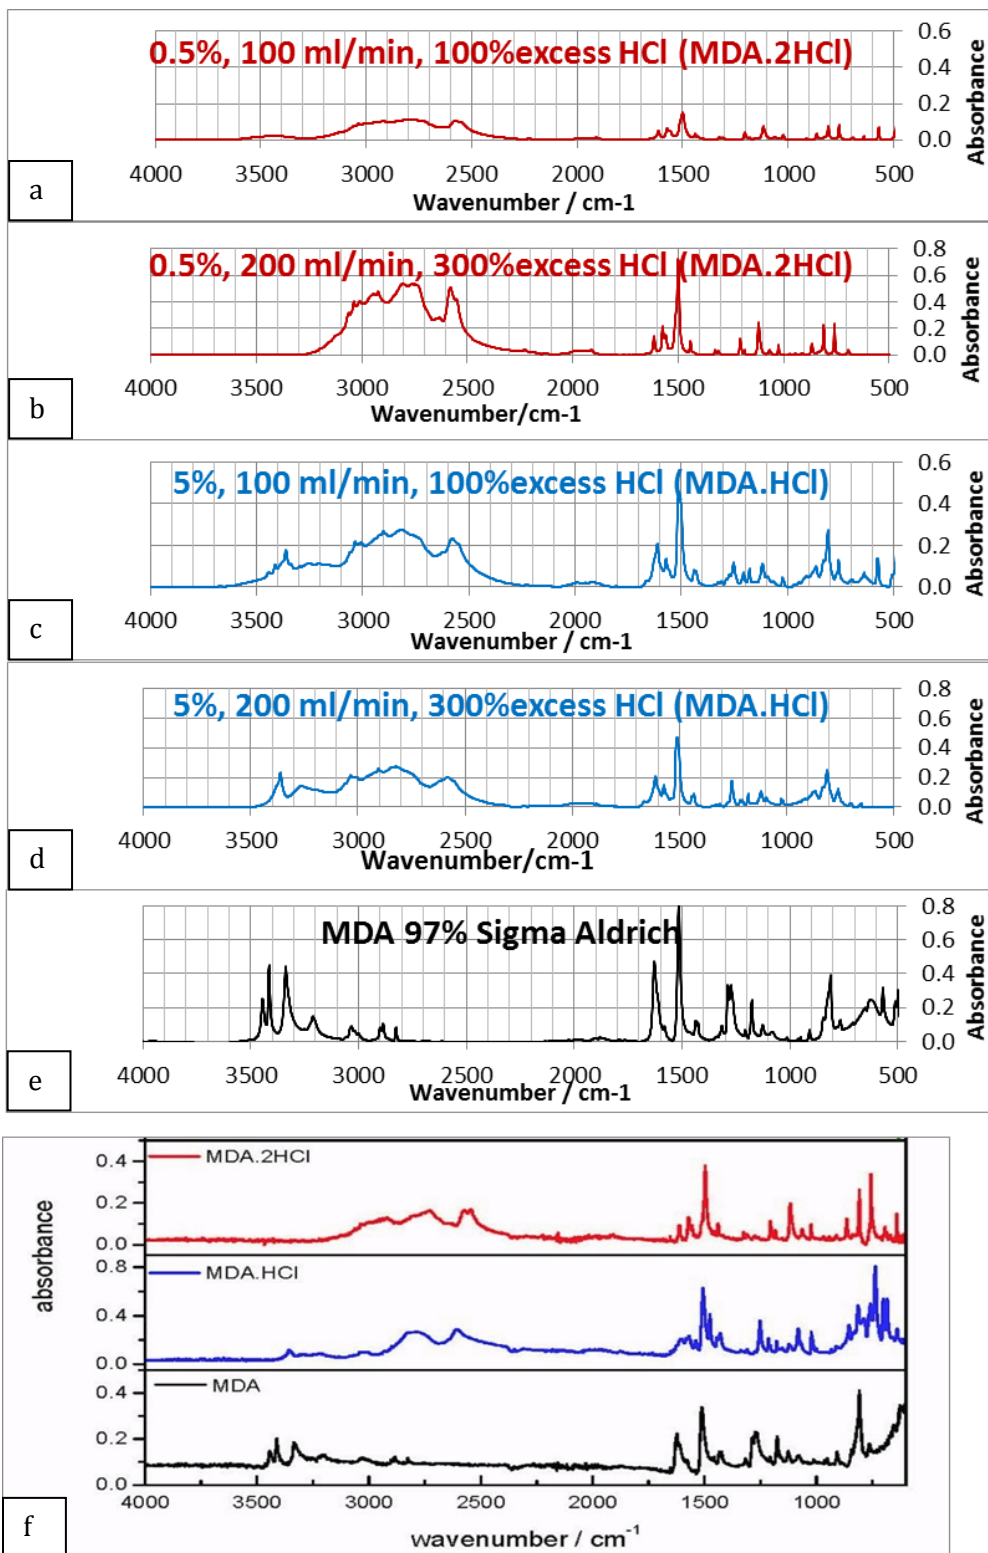 0.6
0.5%, 100 ml/min, 100%excess HCl (MDA.2HCl)
0.4
0.2
0.0
Absorbance
4000 3500 3000 2500 2000 1500 1000 500
Wavenumber / cm-1
a
0.8
0.5%, 200 ml/min, 300%excess HCl (MDA.2HCl)
0.6
0.4
0.2
0.0
Absorbance
4000 3500 3000 2500 2000 1500 1000 500
Wavenumber/cm-1
b
0.6
5%, 100 ml/min, 100%excess HCl (MDA.HCl)
0.4
0.2
0.0
Absorbance
4000 3500 3000 2500 2000 1500 1000 500
Wavenumber / cm-1
c
0.8
5%, 200 ml/min, 300%excess HCl (MDA.HCl)
0.6
0.4
0.2
0.0
Absorbance
4000 3500 3000 2500 2000 1500 1000 500
Wavenumber/cm-1
d
0.8
MDA 97% Sigma Aldrich
0.6
0.4
0.2
0.0
Absorbance
4000 3500 3000 2500 2000 1500 1000 500
Wavenumber / cm-1
e
absorbance
0.4
MDA.2HCl
0.2
0.0
0.8
MDA.HCl
0.4
0.0
0.4
MDA
0.2
0.0
4000 3500 3000 2500 2000 1500 1000
wavenumber / cm⁻¹
f